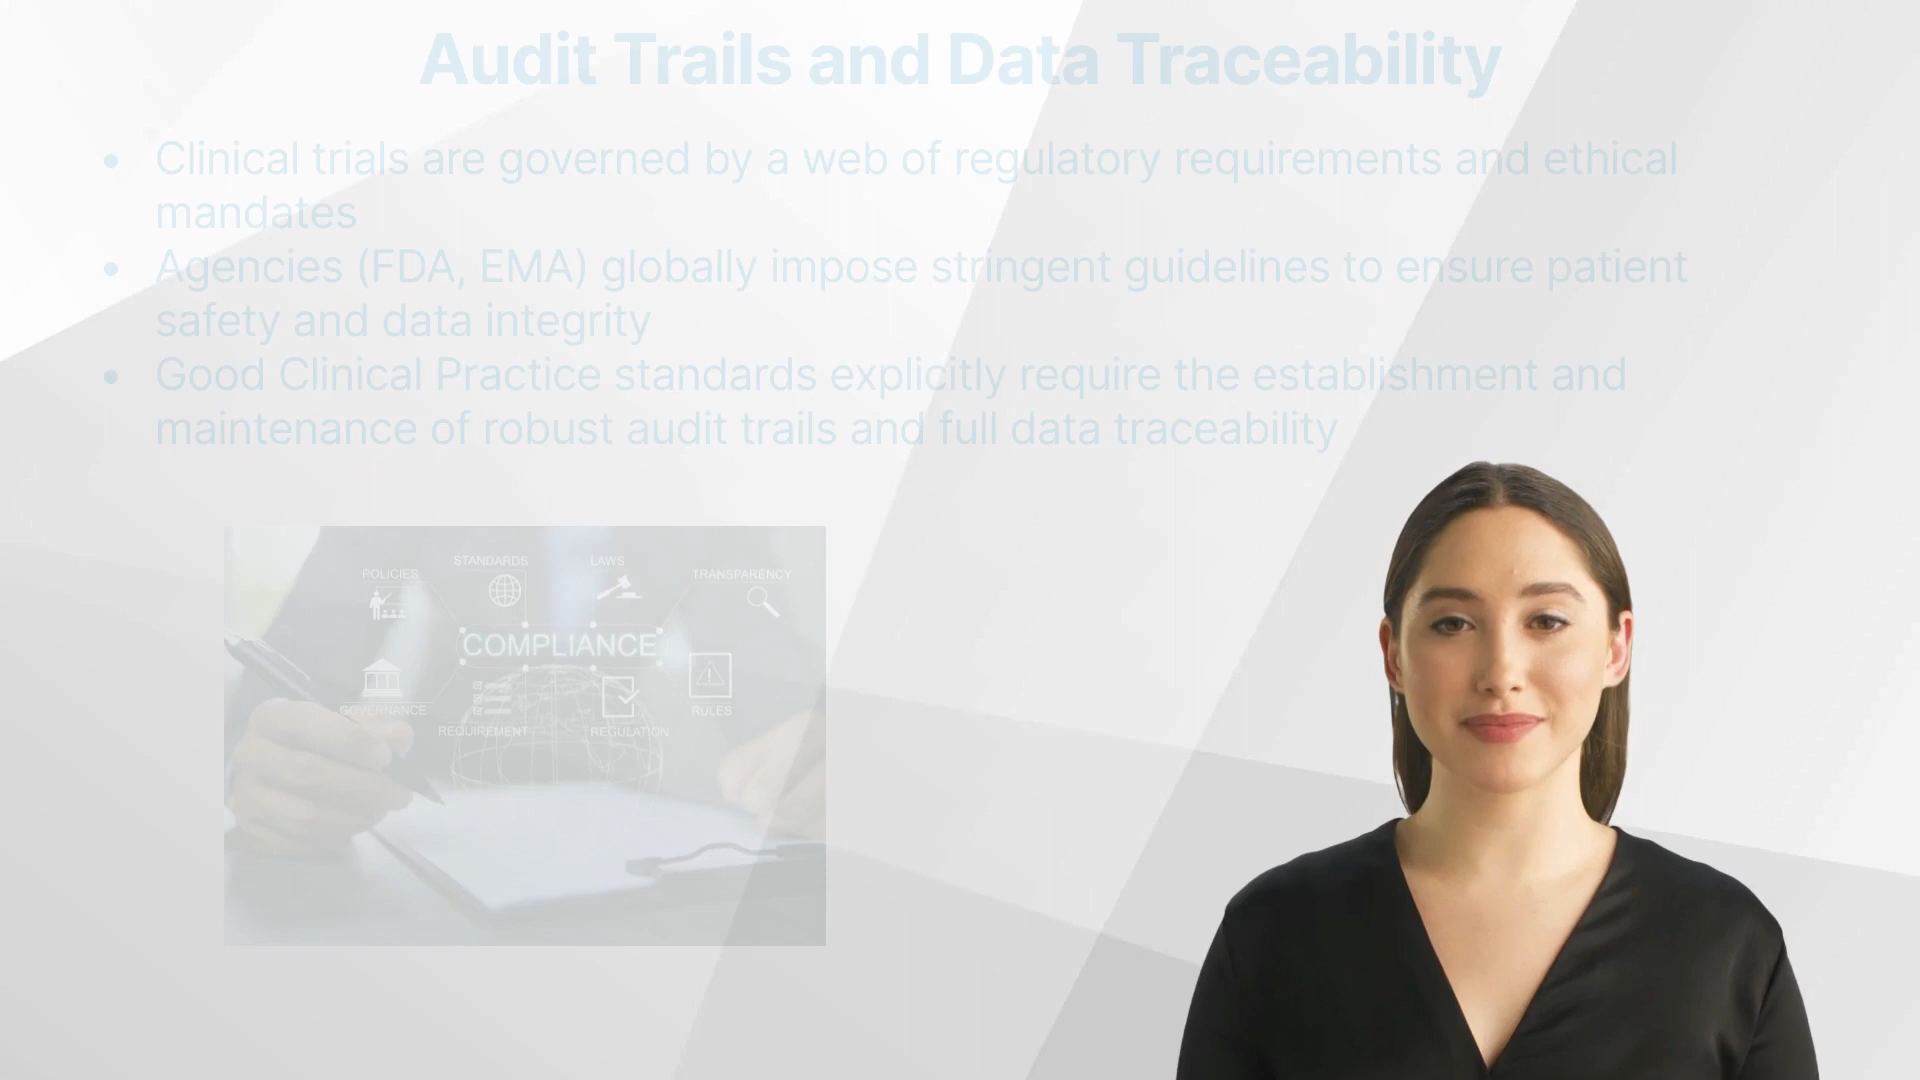 Audit Trails and Data Traceability
• Clinical trials are governed by a web of regulatory requirements and ethical
mandates
• Agencies (FDA, EMA) globally impose stringent guidelines to ensure patient
safety and data integrity
• Good Clinical Practice standards explicitly require the establishment and
maintenance of robust audit trails and full data traceability
STANDARDS LAWS
POLICIES TRANSPARENCY
COMPLIANCE
GOVERNANCE RULES
REQUIREMENT REGULATION